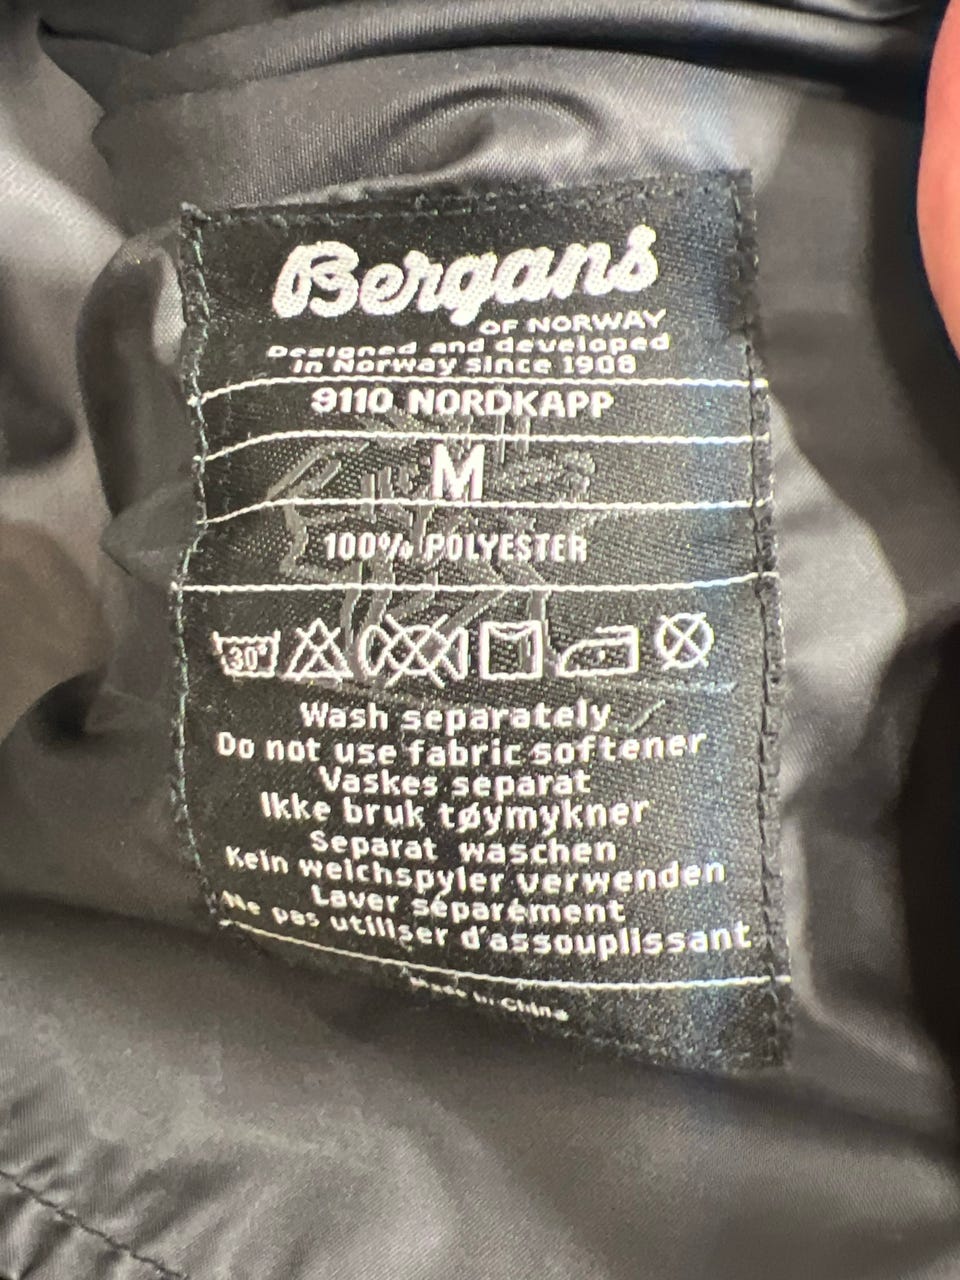 Bergans
OF NORWAY
Designed and developed
in Norway since 1908
9110 NORDKAPP
M
100% POLYESTER
30°
Wash separately
Do not use fabric softener
Vaskes separat
Ikke bruk tøymykner
Separat waschen
Kein weichspyler verwenden
Laver séparément
Ne pas utiliser d'assouplissant
Made in China